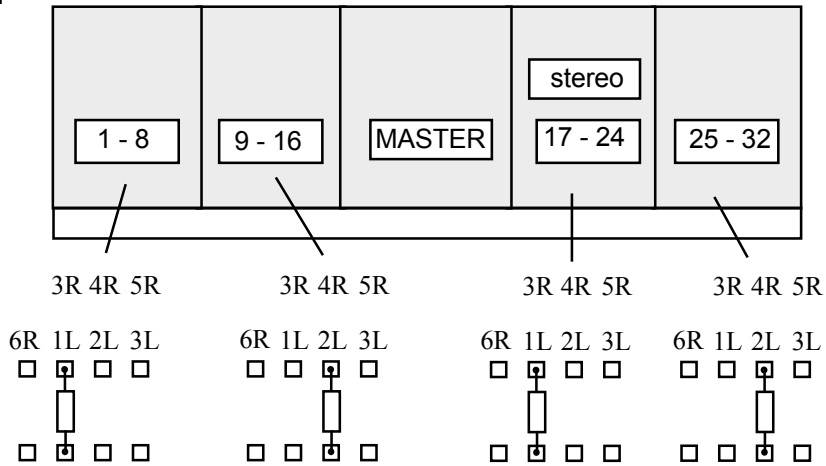 stereo
1 - 8 9 - 16 MASTER 17 - 24 25 - 32
3R 4R 5R 3R 4R 5R 3R 4R 5R 3R 4R 5R
6R 1L 2L 3L 6R 1L 2L 3L 6R 1L 2L 3L 6R 1L 2L 3L